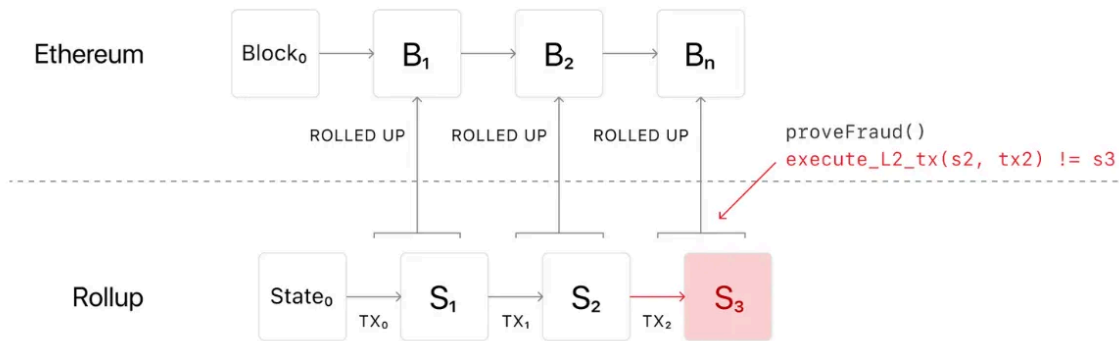 Ethereum
Block₀
B₁
B₂
Bₙ
ROLLED UP
ROLLED UP
ROLLED UP
proveFraud()
execute_L2_tx(s2, tx2) != s3
Rollup
State₀
TX₀
S₁
TX₁
S₂
TX₂
S₃